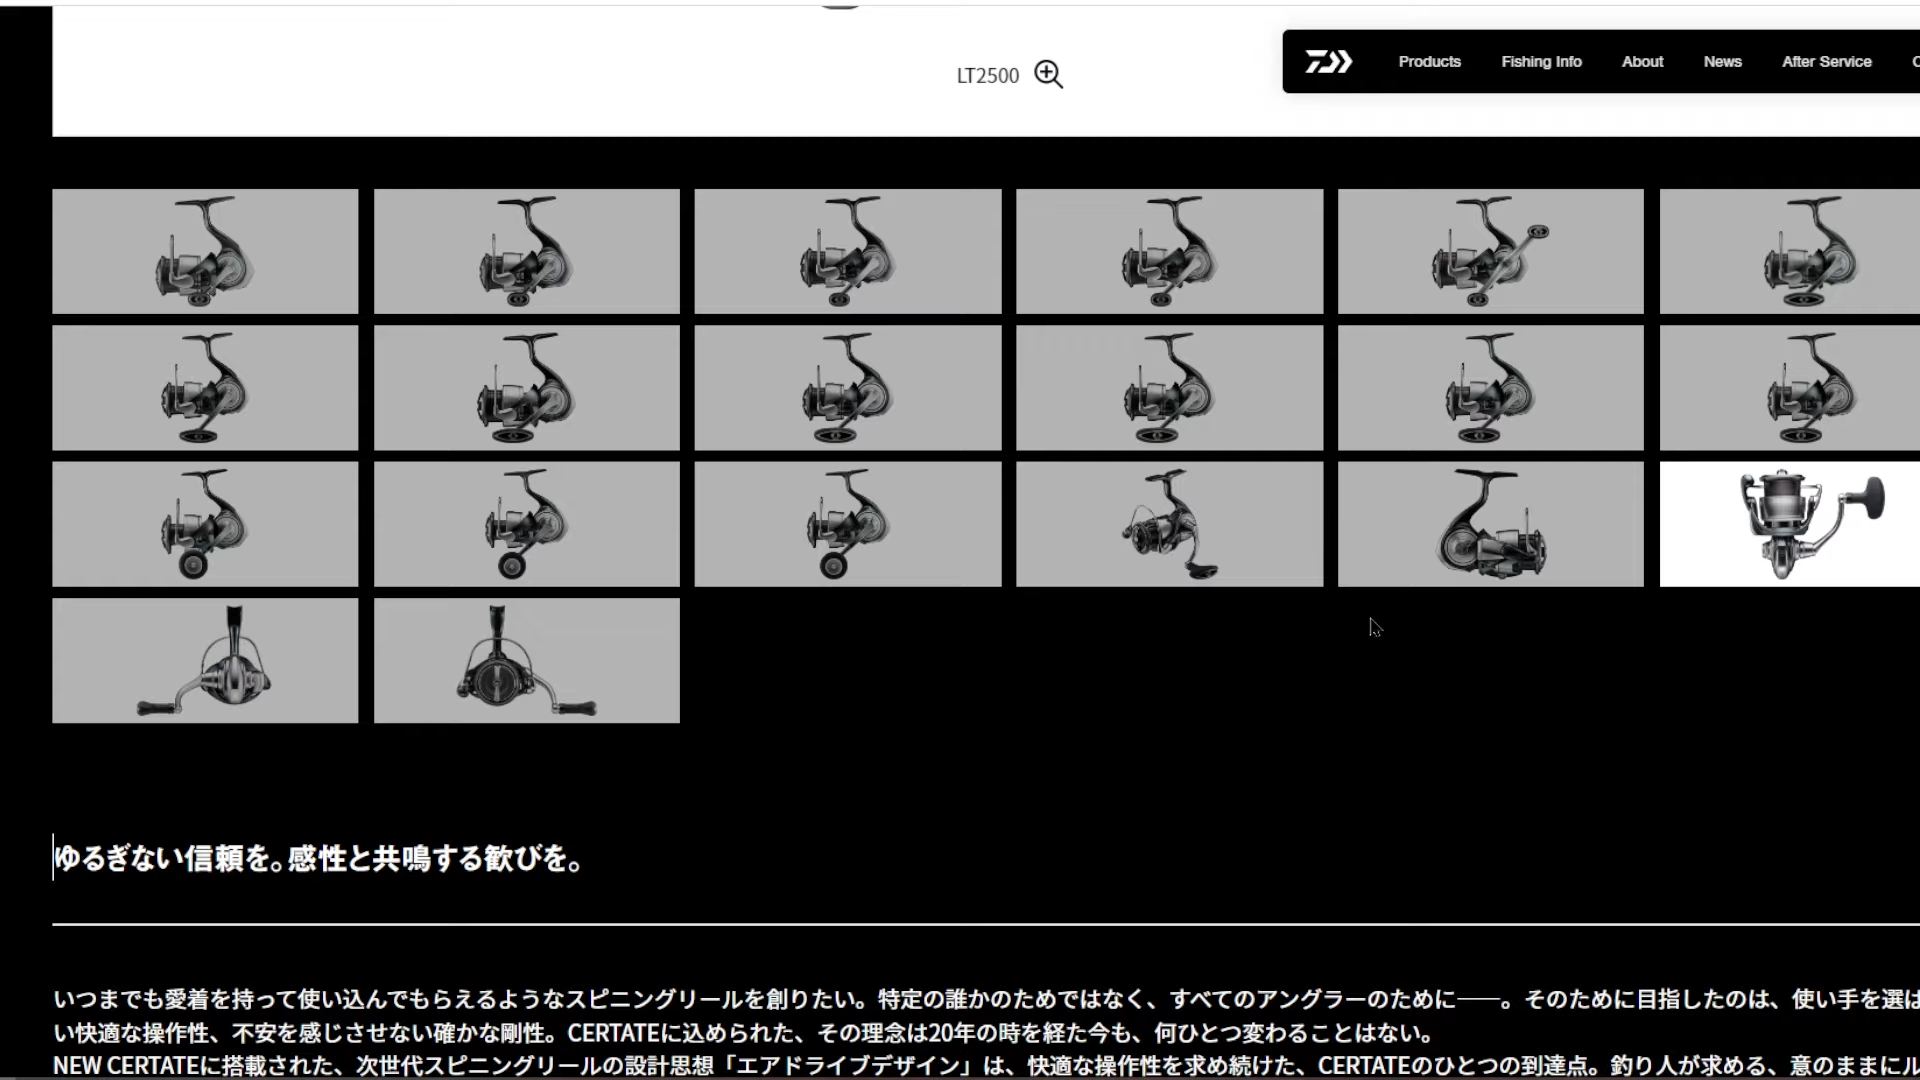 LT2500
Products Fishing Info About News After Service
ゆるぎない信頼を。感性と共鳴する歓びを。
いつまでも愛着を持って使い込んでもらえるようなスピニングリールを創りたい。特定の誰かのためではなく、すべてのアングラーのために──。そのために目指したのは、使い手を選ば
い快適な操作性、不安を感じさせない確かな剛性。CERTATEに込められた、その理念は20年の時を経た今も、何ひとつ変わることはない。
NEW CERTATEに搭載された、次世代スピニングリールの設計思想「エアドライブデザイン」は、快適な操作性を求め続けた、CERTATEのひとつの到達点。釣り人が求める、意のままにル